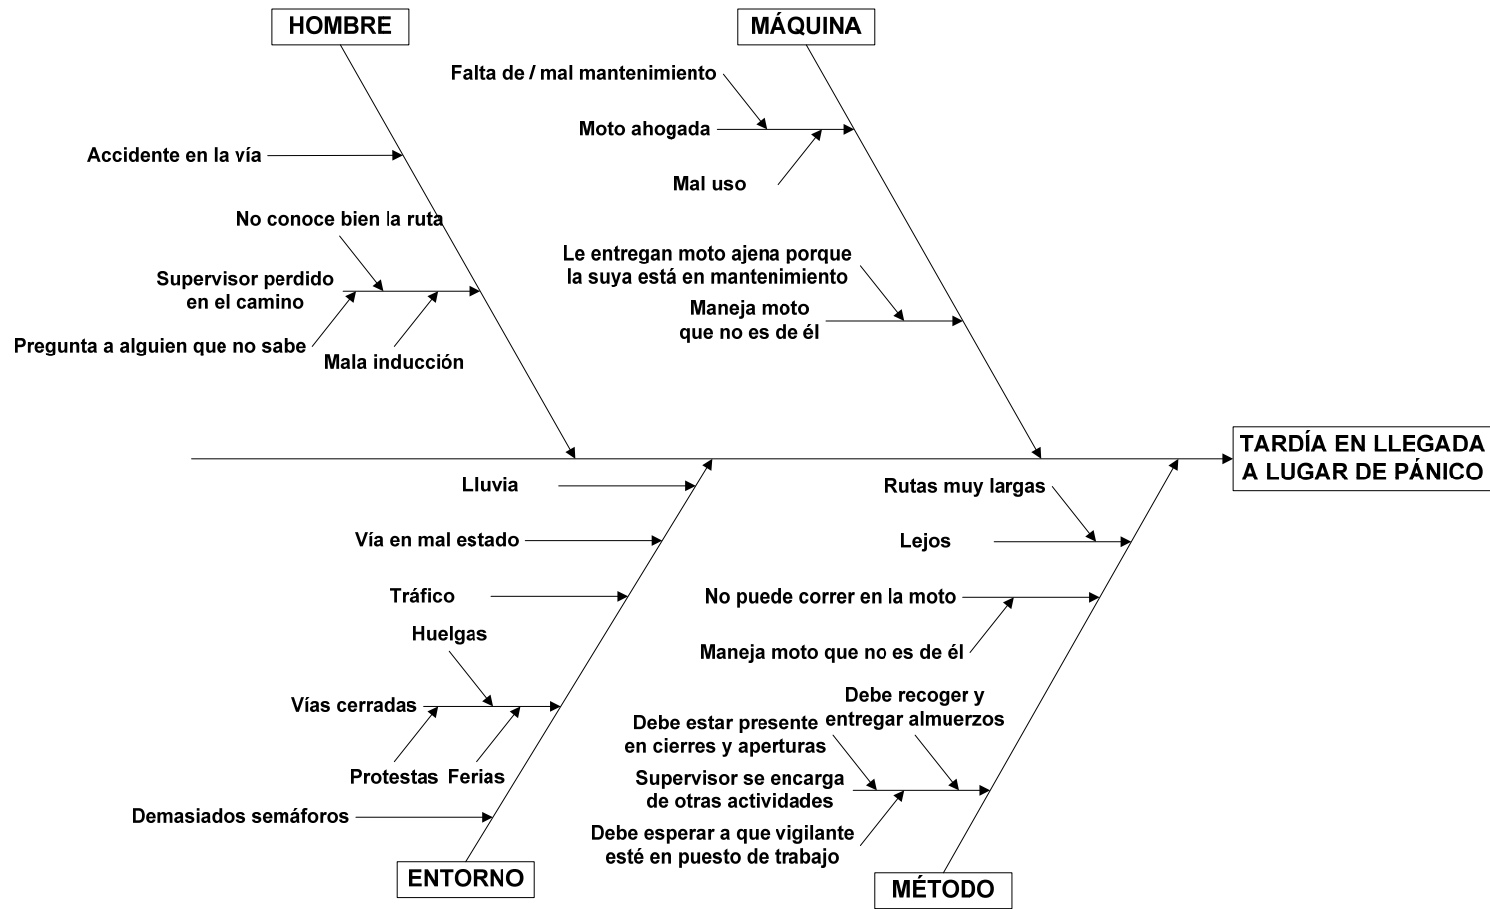 HOMBRE
MÁQUINA
Falta de / mal mantenimiento
Moto ahogada
Accidente en la vía
Mal uso
No conoce bien la ruta
Le entregan moto ajena porque
la suya está en mantenimiento
Supervisor perdido
en el camino
Maneja moto
que no es de él
Pregunta a alguien que no sabe
Mala inducción
TARDÍA EN LLEGADA
A LUGAR DE PÁNICO
Lluvia
Rutas muy largas
Vía en mal estado
Lejos
Tráfico
No puede correr en la moto
Huelgas
Maneja moto que no es de él
Vías cerradas
Debe recoger y
entregar almuerzos
Debe estar presente
en cierres y aperturas
Protestas
Ferias
Supervisor se encarga
de otras actividades
Demasiados semáforos
Debe esperar a que vigilante
esté en puesto de trabajo
ENTORNO
MÉTODO